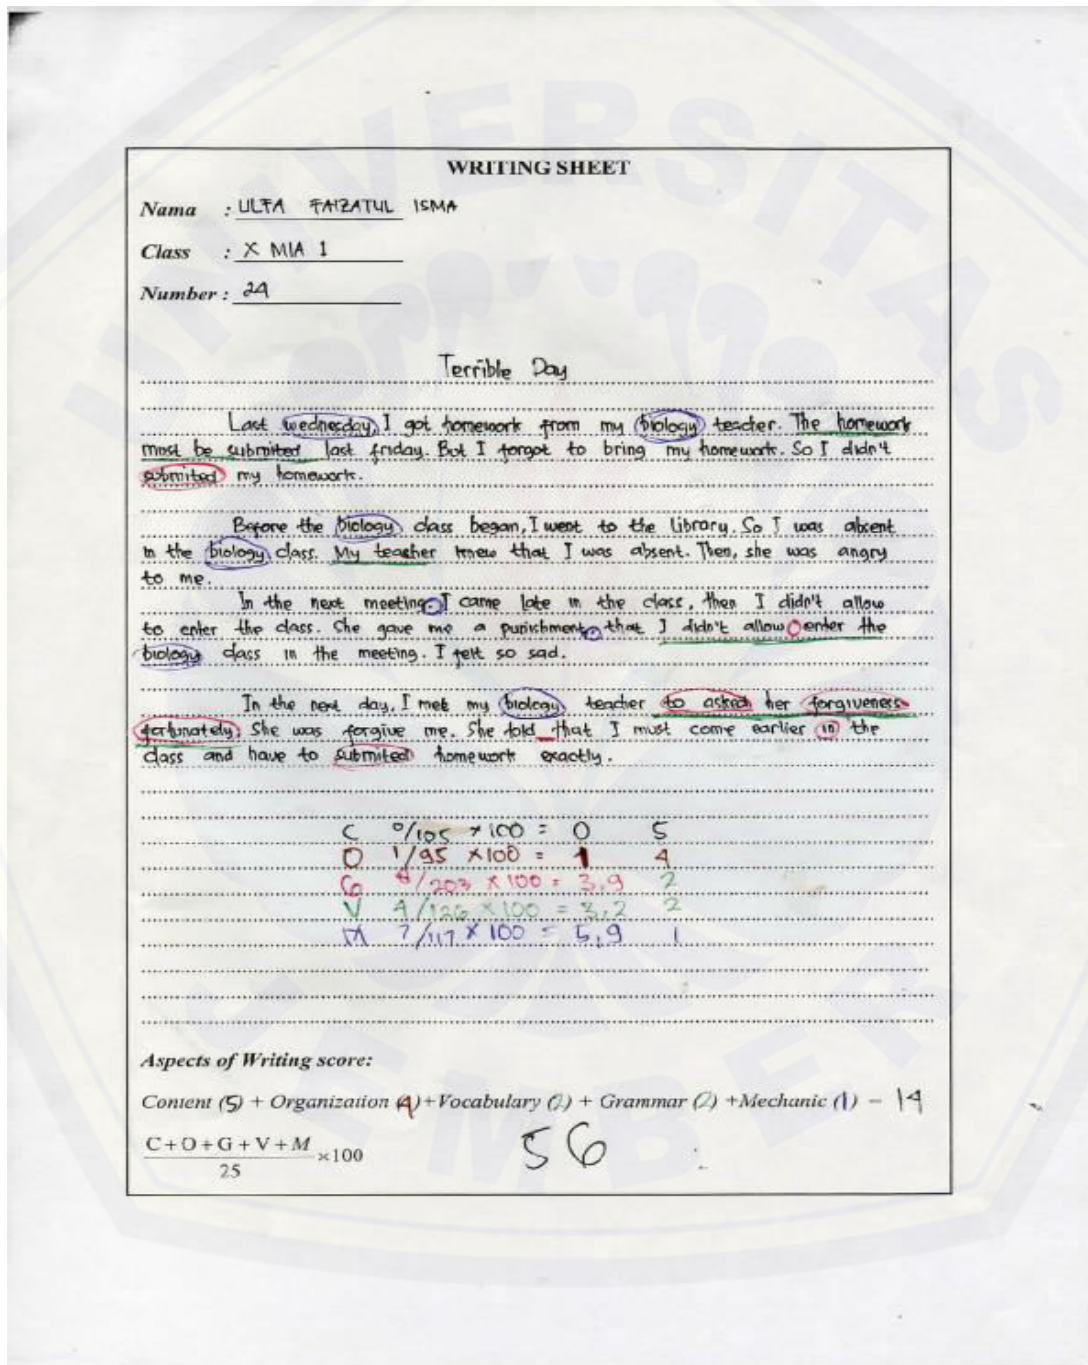 WRITING SHEET
Nama : ULFA FAIZATUL ISMA
Class : X MIA 1
Number : 24
Terrible Day
Last wednesday, I got homework from my biology teacher. The homework
must be submitted last friday. But I forgot to bring my homework. So I didn't
submited my homework.
Before the biology class began, I went to the library. So I was absent
in the biology class. My teacher knew that I was absent. Then, she was angry
to me.
In the next meeting. I came late in the class, then I didn't allow
to enter the class. She gave me a punishment, that I didn't allow enter the
biology class in the meeting. I felt so sad.
In the next day, I met my biology teacher to asked her forgiveness
fortunately, She was forgive me. She told that I must come earlier in the
class and have to submited homework exactly.
C 0/105 x 100 = 0 5
O 1/95 x 100 = 1 4
G 8/203 x 100 = 3,9 2
V 4/126 x 100 = 3,2 2
M 7/117 x 100 = 5,9 1
Aspects of Writing score:
Content (5) + Organization (4) + Vocabulary (2) + Grammar (2) + Mechanic (1) = 14
C+O+G+V+M/25 ×100
56
UNIVERSITAS JEMBER